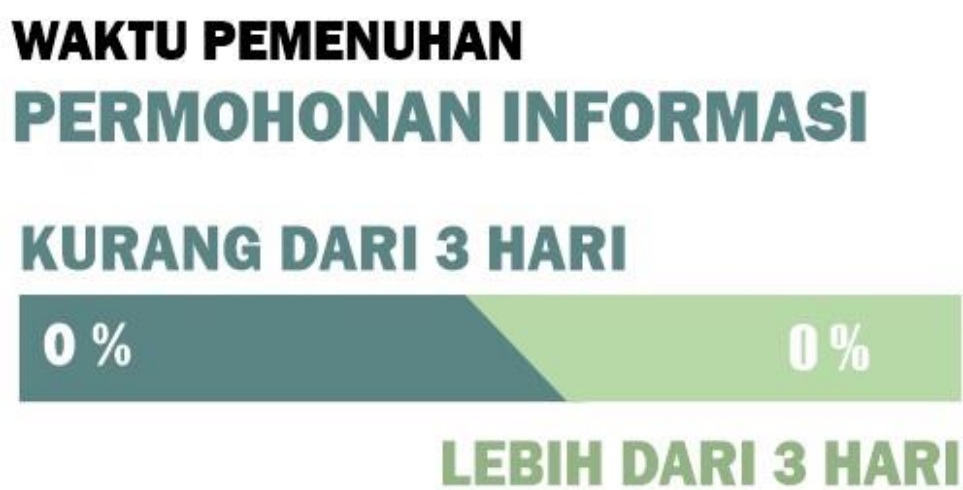 WAKTU PEMENUHAN
PERMOHONAN INFORMASI
KURANG DARI 3 HARI
0 % 0 %
LEBIH DARI 3 HARI